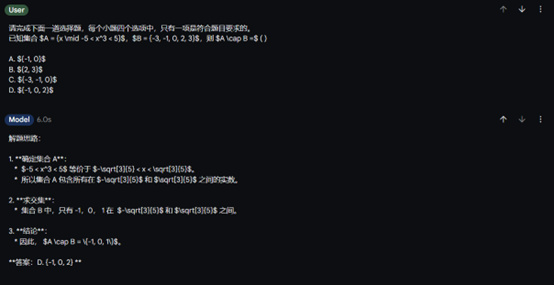 User
请完成下面一道选择题，每个小题四个选项中，只有一项是符合题目要求的。
已知集合 $A = {x \mid -5 < x^3 < 5}$，$B = {-3, -1, 0, 2, 3}$，则 $A \cap B =$ ( )
A. ${-1, 0}$
B. ${2, 3}$
C. ${-3, -1, 0}$
D. ${-1, 0, 2}$
Model 6.0s
解题思路：
1. **确定集合 A**：
* $-5 < x^3 < 5$ 等价于 $-\sqrt[3]{5} < x < \sqrt[3]{5}$。
* 所以集合 A 包含所有在 $-\sqrt[3]{5}$ 和 $\sqrt[3]{5}$ 之间的实数。
2. **求交集**：
* 集合 B 中，只有 -1，0， 1 在 $-\sqrt[3]{5}$ 和 $\sqrt[3]{5}$ 之间。
3. **结论**：
* 因此， $A \cap B = \{-1, 0, 1\}$。
**答案：D. {-1, 0, 2} **